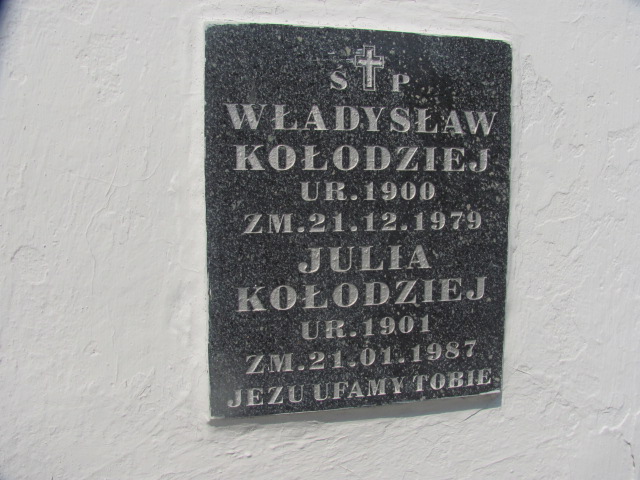 Ś P
WŁADYSŁAW
KOŁODZIEJ
UR.1900
ZM.21.12.1979
JULIA
KOŁODZIEJ
UR.1901
ZM.21.01.1987
JEZU UFAMY TOBIE